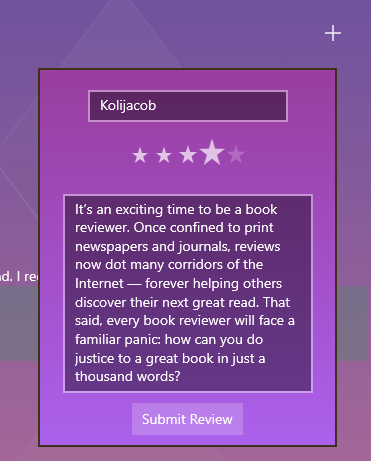 Kolijacob
nd. I re
It's an exciting time to be a book
reviewer. Once confined to print
newspapers and journals, reviews
now dot many corridors of the
Internet — forever helping others
discover their next great read. That
said, every book reviewer will face a
familiar panic: how can you do
justice to a great book in just a
thousand words?
Submit Review